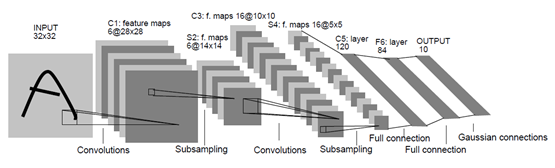 INPUT
32x32
C1: feature maps
6@28x28
S2: f. maps
6@14x14
C3: f. maps 16@10x10
S4: f. maps 16@5x5
C5: layer
120
F6: layer
84
OUTPUT
10
Convolutions
Subsampling
Convolutions
Subsampling
Full connection
Full connection
Gaussian connections